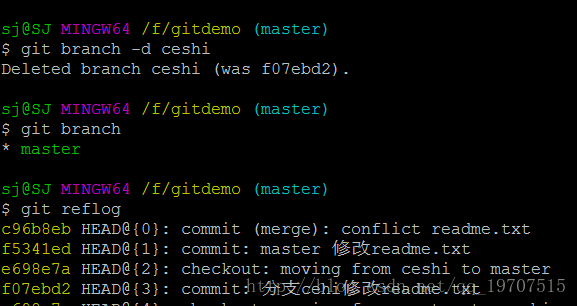 sj@SJ MINGW64 /f/gitdemo (master)
$ git branch -d ceshi
Deleted branch ceshi (was f07ebd2).
sj@SJ MINGW64 /f/gitdemo (master)
$ git branch
* master
sj@SJ MINGW64 /f/gitdemo (master)
$ git reflog
c96b8eb HEAD@{0}: commit (merge): conflict readme.txt
f5341ed HEAD@{1}: commit: master 修改readme.txt
e698e7a HEAD@{2}: checkout: moving from ceshi to master
f07ebd2 HEAD@{3}: commit: 分支ceshi修改readme.txt